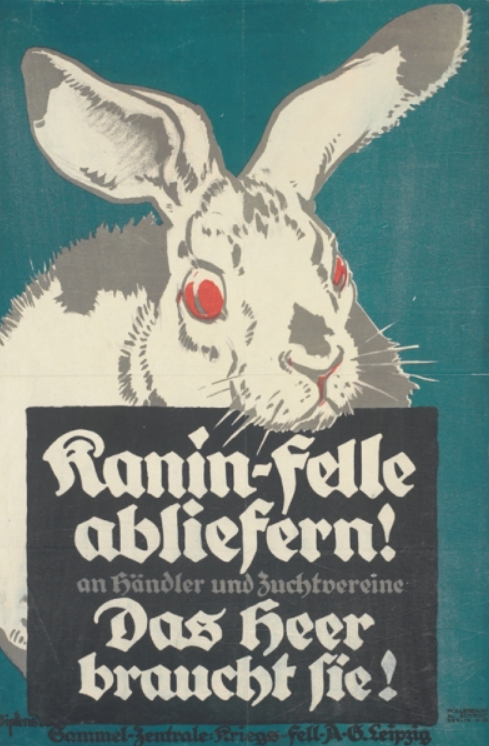 Kanin-Felle
abliefern!
an Händler und Zuchtvereine
Das Heer
braucht sie!
Sammel-Zentrale-Kriegs-Fell-A-G. Leipzig